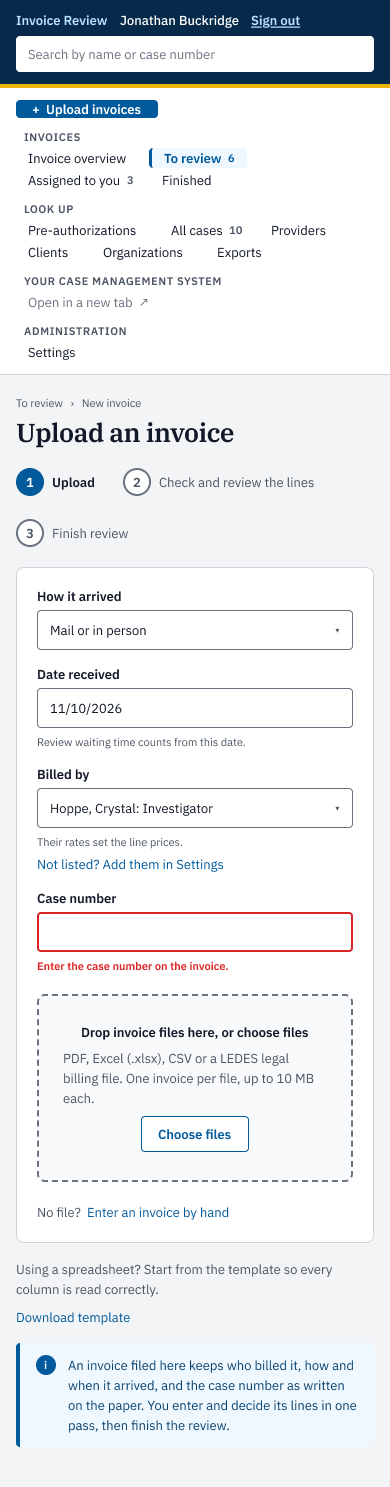 Invoice Review Jonathan Buckridge Sign out
Search by name or case number
+ Upload invoices
INVOICES
Invoice overview To review 6
Assigned to you 3 Finished
LOOK UP
Pre-authorizations All cases 10 Providers
Clients Organizations Exports
YOUR CASE MANAGEMENT SYSTEM
Open in a new tab ↗
ADMINISTRATION
Settings
To review › New invoice
Upload an invoice
1 Upload 2 Check and review the lines
3 Finish review
How it arrived
Mail or in person
Date received
11/10/2026
Review waiting time counts from this date.
Billed by
Hoppe, Crystal: Investigator
Their rates set the line prices.
Not listed? Add them in Settings
Case number
Enter the case number on the invoice.
Drop invoice files here, or choose files
PDF, Excel (.xlsx), CSV or a LEDES legal
billing file. One invoice per file, up to 10 MB
each.
Choose files
No file? Enter an invoice by hand
Using a spreadsheet? Start from the template so every
column is read correctly.
Download template
i An invoice filed here keeps who billed it, how and
when it arrived, and the case number as written
on the paper. You enter and decide its lines in one
pass, then finish the review.